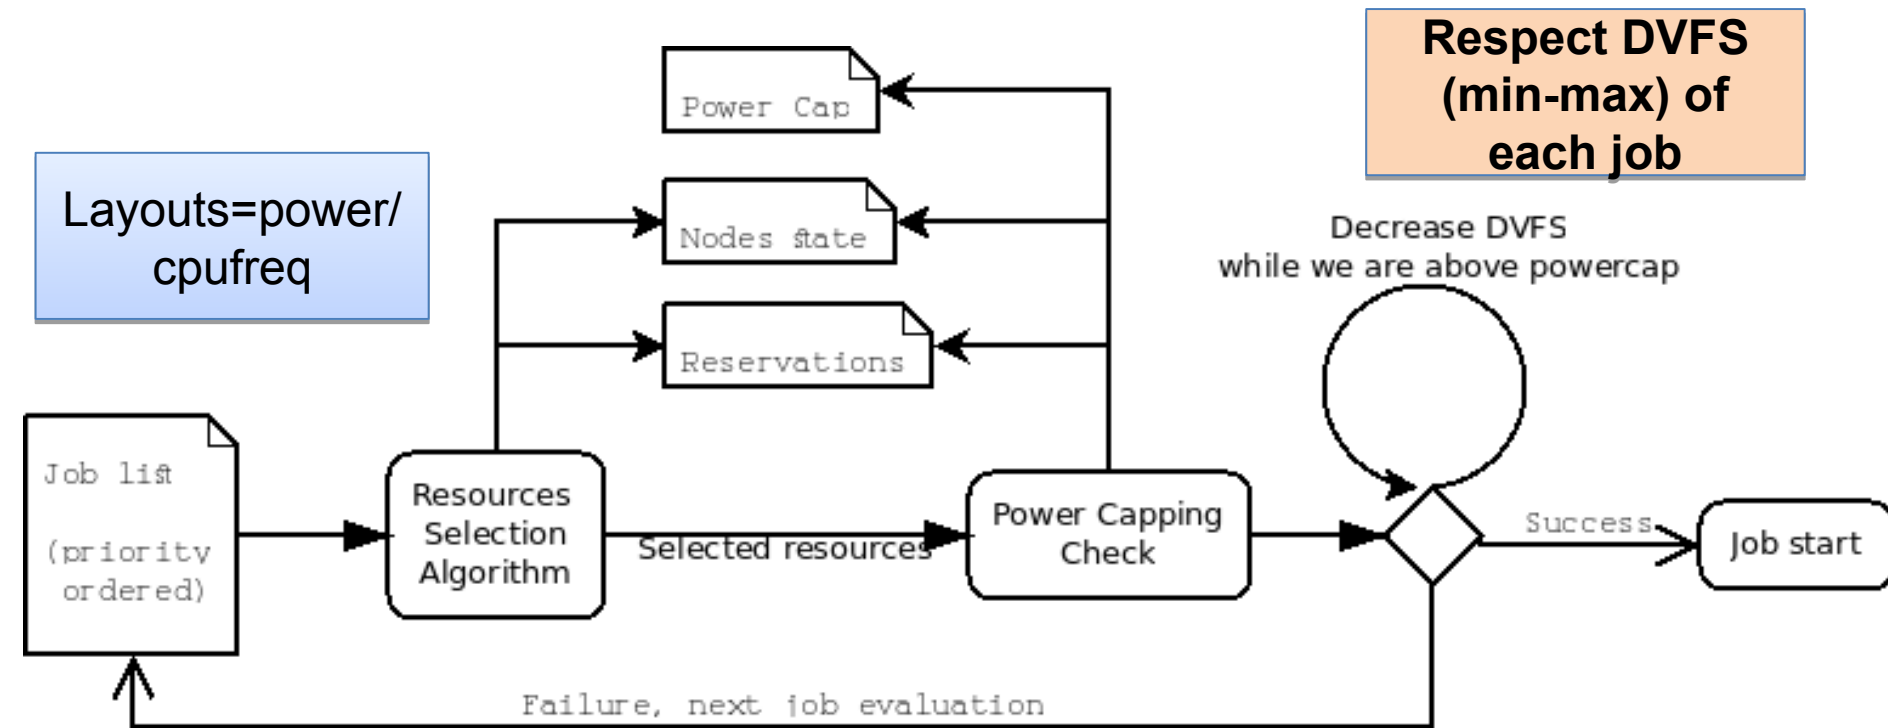 Respect DVFS
(min-max) of
each job
Power Cap
Layouts=power/
cpufreq
Nodes state
Decrease DVFS
while we are above powercap
Reservations
Job list
(priority
ordered)
Resources
Selection
Algorithm
Selected resources
Power Capping
Check
Success
Job start
Failure, next job evaluation